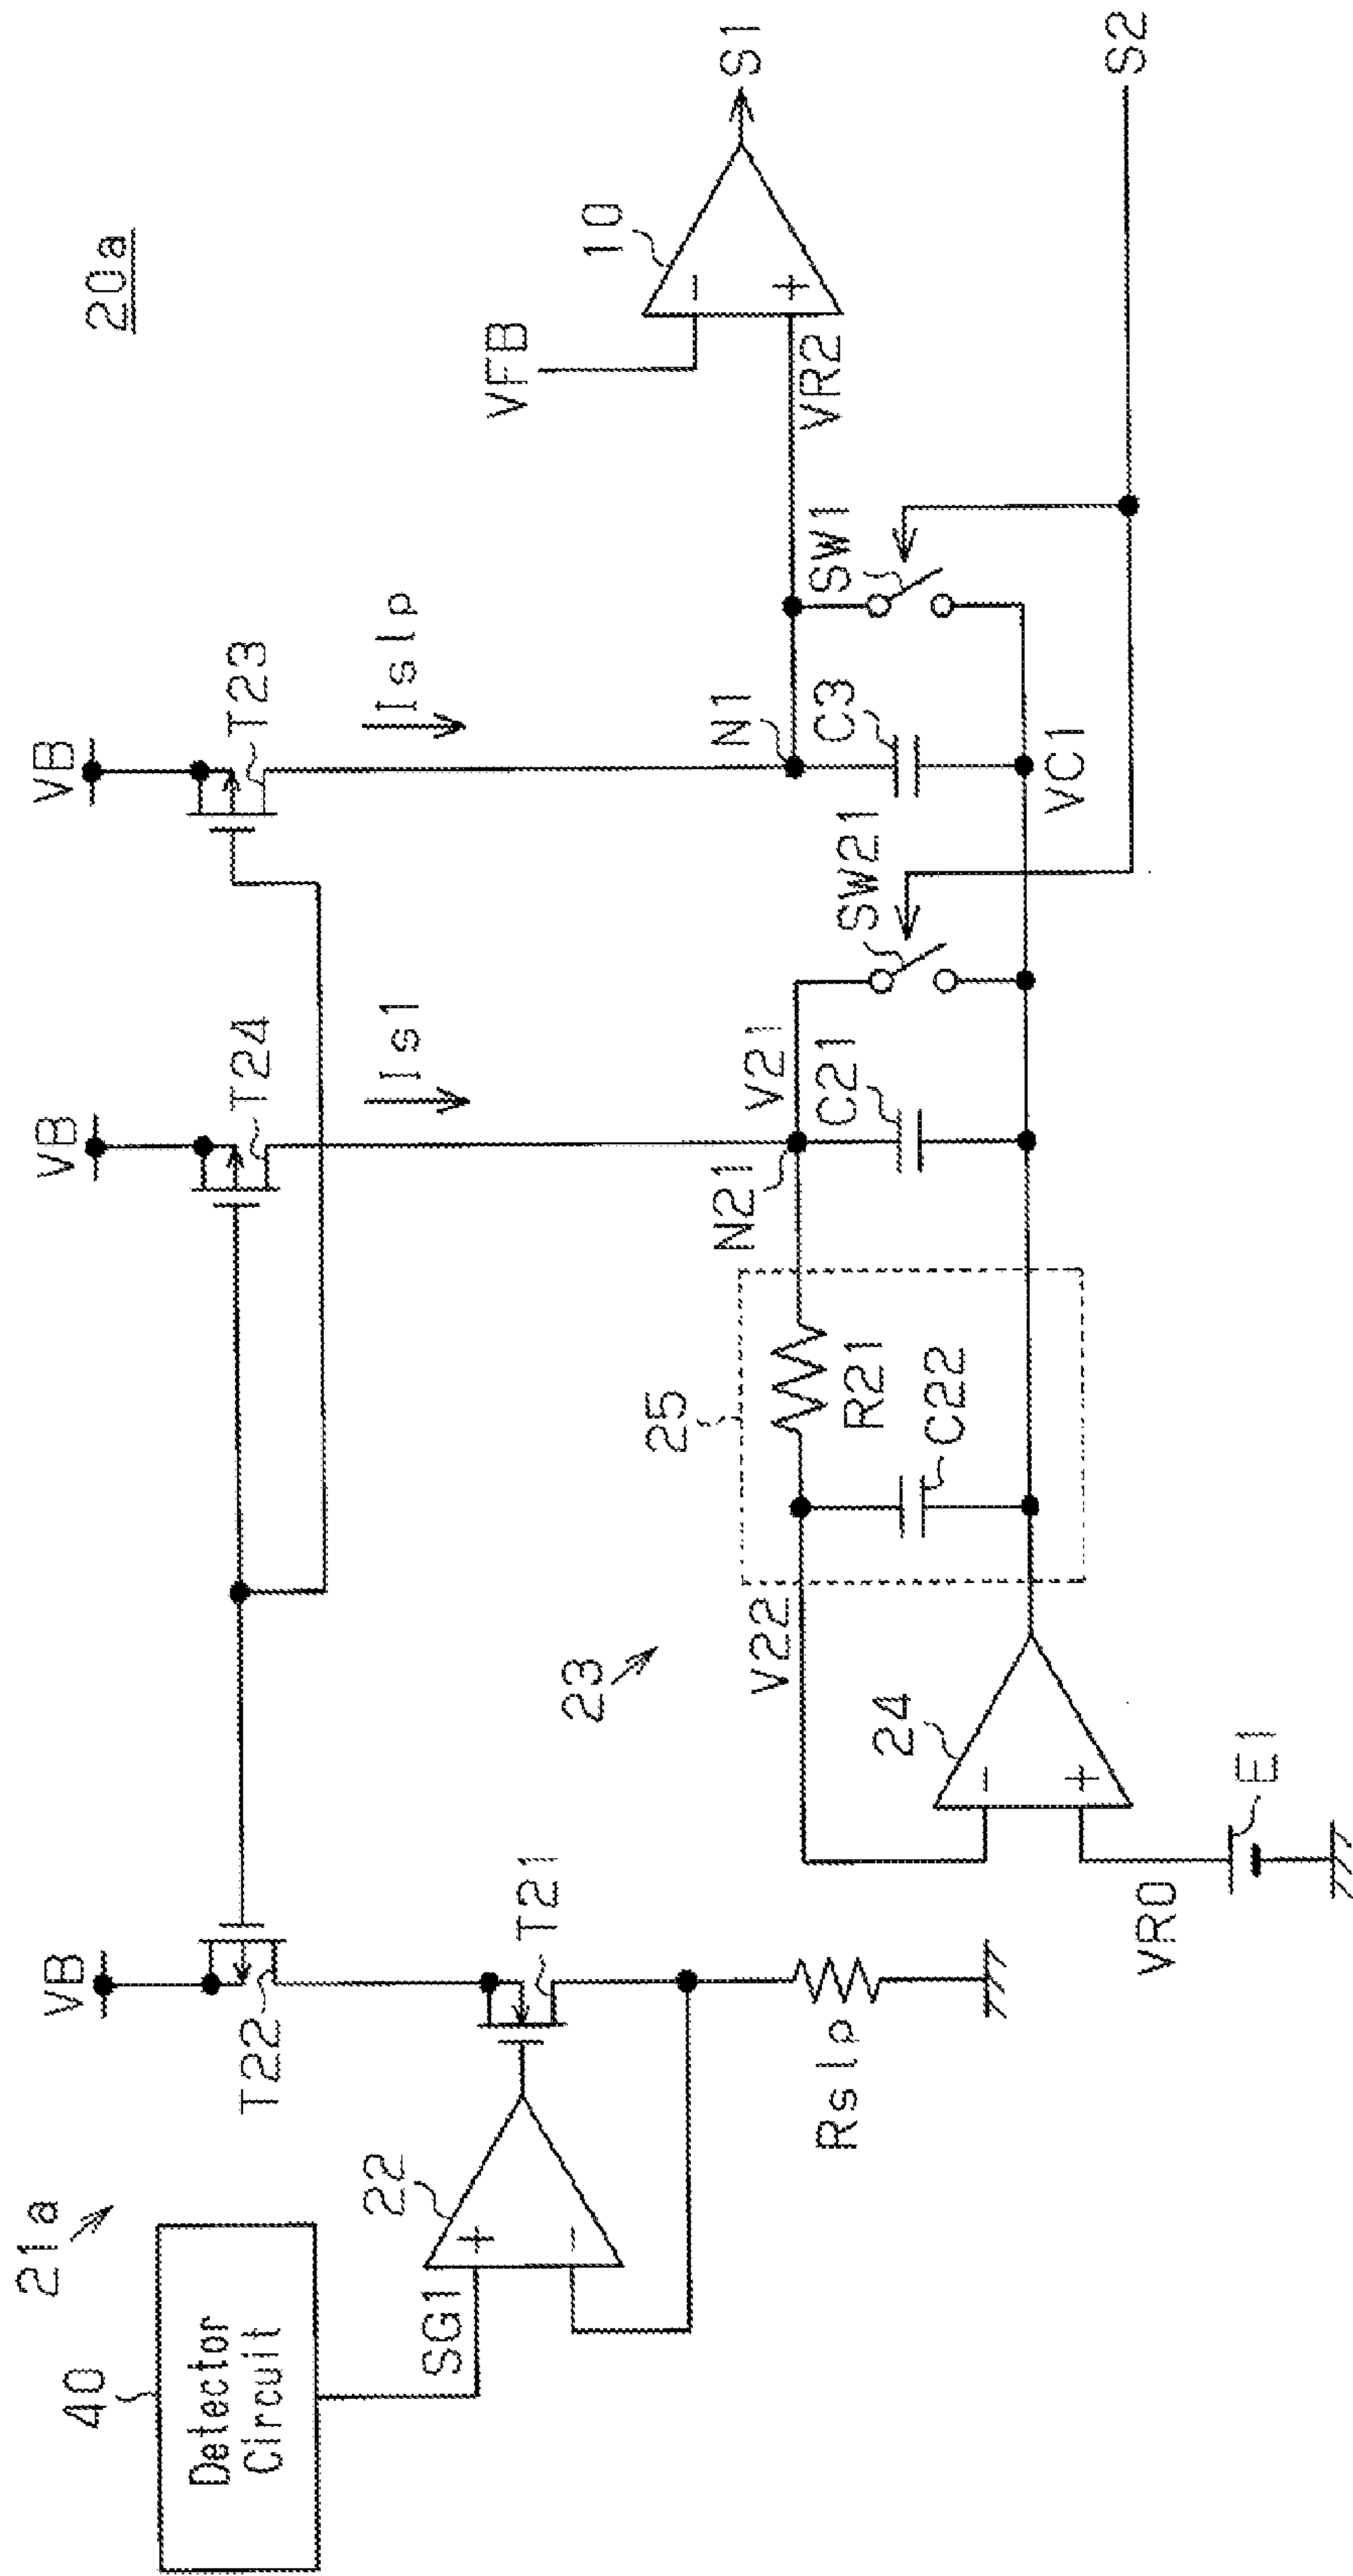 20a
21a
40
Detector
Circuit
SG1
22
VB
T22
T21
Rslp
VB
T24
Is1
VB
T23
Islp
23
25
V22
R21
C22
N21
V21
C21
SW21
N1
C3
SW1
VC1
24
VR0
E1
VFB
10
VR2
S1
S2
-
+
+
-
-
+